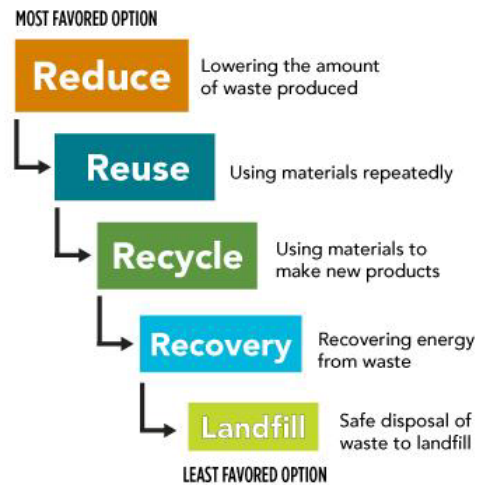 MOST FAVORED OPTION
Reduce
Lowering the amount
of waste produced
Reuse
Using materials repeatedly
Recycle
Using materials to
make new products
Recovery
Recovering energy
from waste
Landfill
Safe disposal of
waste to landfill
LEAST FAVORED OPTION